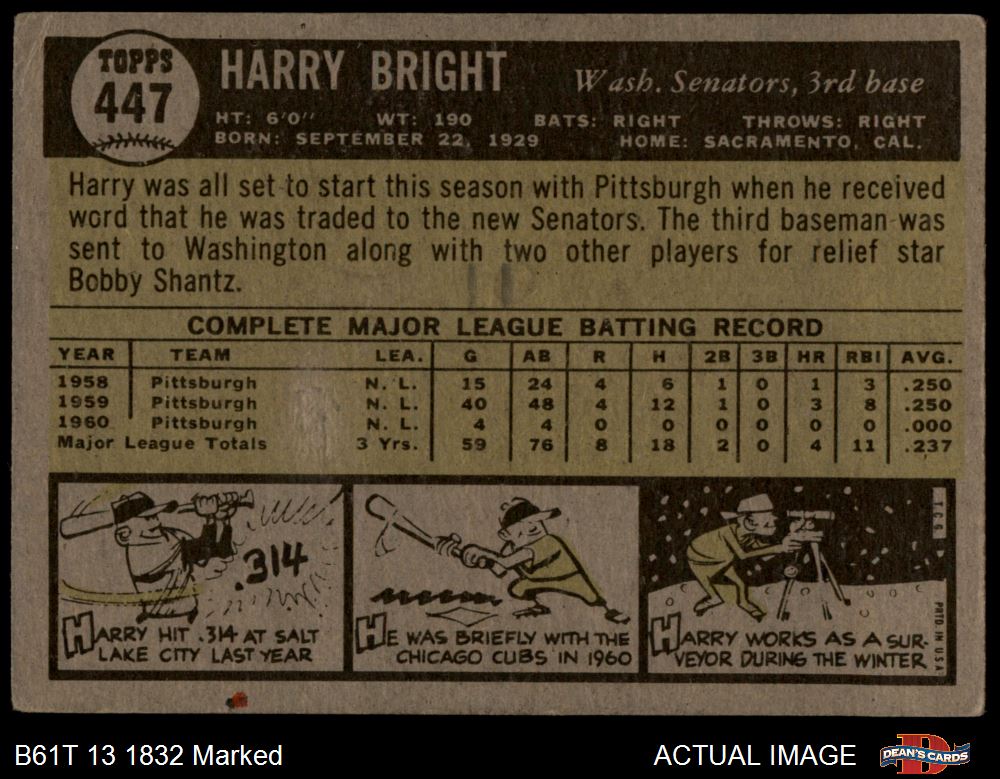 TOPPS
447
HARRY BRIGHT
Wash. Senators, 3rd base
HT: 6'0" WT: 190 BATS: RIGHT THROWS: RIGHT
BORN: SEPTEMBER 22, 1929 HOME: SACRAMENTO, CAL.
Harry was all set to start this season with Pittsburgh when he received
word that he was traded to the new Senators. The third baseman was
sent to Washington along with two other players for relief star
Bobby Shantz.
COMPLETE MAJOR LEAGUE BATTING RECORD
YEAR TEAM LEA. G AB R H 2B 3B HR RBI AVG.
1958 Pittsburgh N. L. 15 24 4 6 1 0 1 3 .250
1959 Pittsburgh N. L. 40 48 4 12 1 0 3 8 .250
1960 Pittsburgh N. L. 4 4 0 0 0 0 0 0 .000
Major League Totals 3 Yrs. 59 76 8 18 2 0 4 11 .237
.314
HARRY HIT .314 AT SALT
LAKE CITY LAST YEAR
HE WAS BRIEFLY WITH THE
CHICAGO CUBS IN 1960
HARRY WORKS AS A SUR-
VEYOR DURING THE WINTER
T.C.G.
PRTD. IN U.S.A.
B61T 13 1832 Marked
ACTUAL IMAGE
DEAN'S CARDS